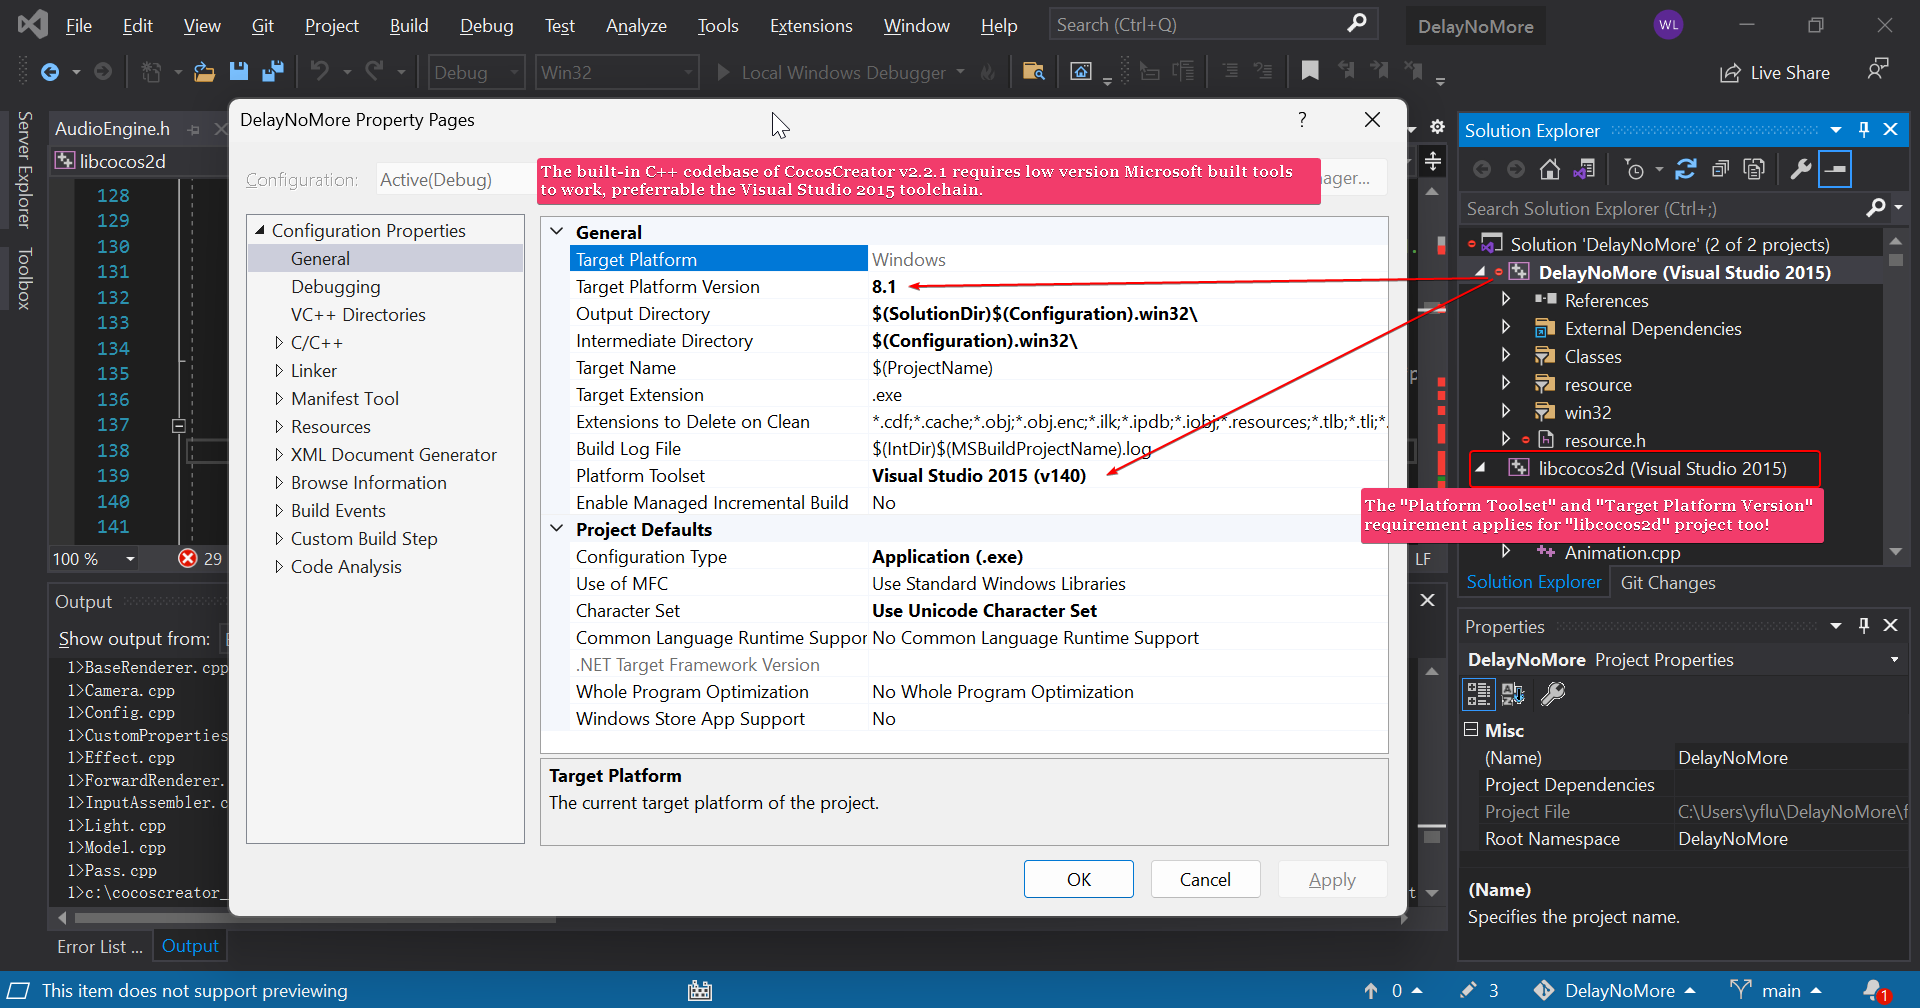 File Edit View Git Project Build Debug Test Analyze Tools Extensions Window Help Search (Ctrl+Q) DelayNoMore WL
Debug Win32 Local Windows Debugger Live Share
Server Explorer
Toolbox
AudioEngine.h
libcocos2d
128
129
130
131
132
133
134
135
136
137
138
139
140
141
100 % 29
DelayNoMore Property Pages ?
Configuration: Active(Debug)
The built-in C++ codebase of CocosCreator v2.2.1 requires low version Microsoft built tools
to work, preferrable the Visual Studio 2015 toolchain.
ager...
Configuration Properties
General
Debugging
VC++ Directories
C/C++
Linker
Manifest Tool
Resources
XML Document Generator
Browse Information
Build Events
Custom Build Step
Code Analysis
General
Target Platform Windows
Target Platform Version 8.1
Output Directory $(SolutionDir)$(Configuration).win32\
Intermediate Directory $(Configuration).win32\
Target Name $(ProjectName)
Target Extension .exe
Extensions to Delete on Clean *.cdf;*.cache;*.obj;*.obj.enc;*.ilk;*.ipdb;*.iobj;*.resources;*.tlb;*.tli;*.
Build Log File $(IntDir)$(MSBuildProjectName).log
Platform Toolset Visual Studio 2015 (v140)
Enable Managed Incremental Build No
Project Defaults
Configuration Type Application (.exe)
Use of MFC Use Standard Windows Libraries
Character Set Use Unicode Character Set
Common Language Runtime Suppor No Common Language Runtime Support
.NET Target Framework Version
Whole Program Optimization No Whole Program Optimization
Windows Store App Support No
Target Platform
The current target platform of the project.
OK Cancel Apply
LF
Solution Explorer
Search Solution Explorer (Ctrl+;)
Solution 'DelayNoMore' (2 of 2 projects)
DelayNoMore (Visual Studio 2015)
References
External Dependencies
Classes
resource
win32
resource.h
libcocos2d (Visual Studio 2015)
The "Platform Toolset" and "Target Platform Version"
requirement applies for "libcocos2d" project too!
Animation.cpp
Solution Explorer Git Changes
Properties
DelayNoMore Project Properties
Misc
(Name) DelayNoMore
Project Dependencies
Project File C:\Users\yflu\DelayNoMore\f
Root Namespace DelayNoMore
(Name)
Specifies the project name.
Output
Show output from:
1>BaseRenderer.cpp
1>Camera.cpp
1>Config.cpp
1>CustomProperties
1>Effect.cpp
1>ForwardRenderer.
1>InputAssembler.c
1>Light.cpp
1>Model.cpp
1>Pass.cpp
1>c:\cocoscreator_
Error List ... Output
This item does not support previewing 0 3 DelayNoMore main 1